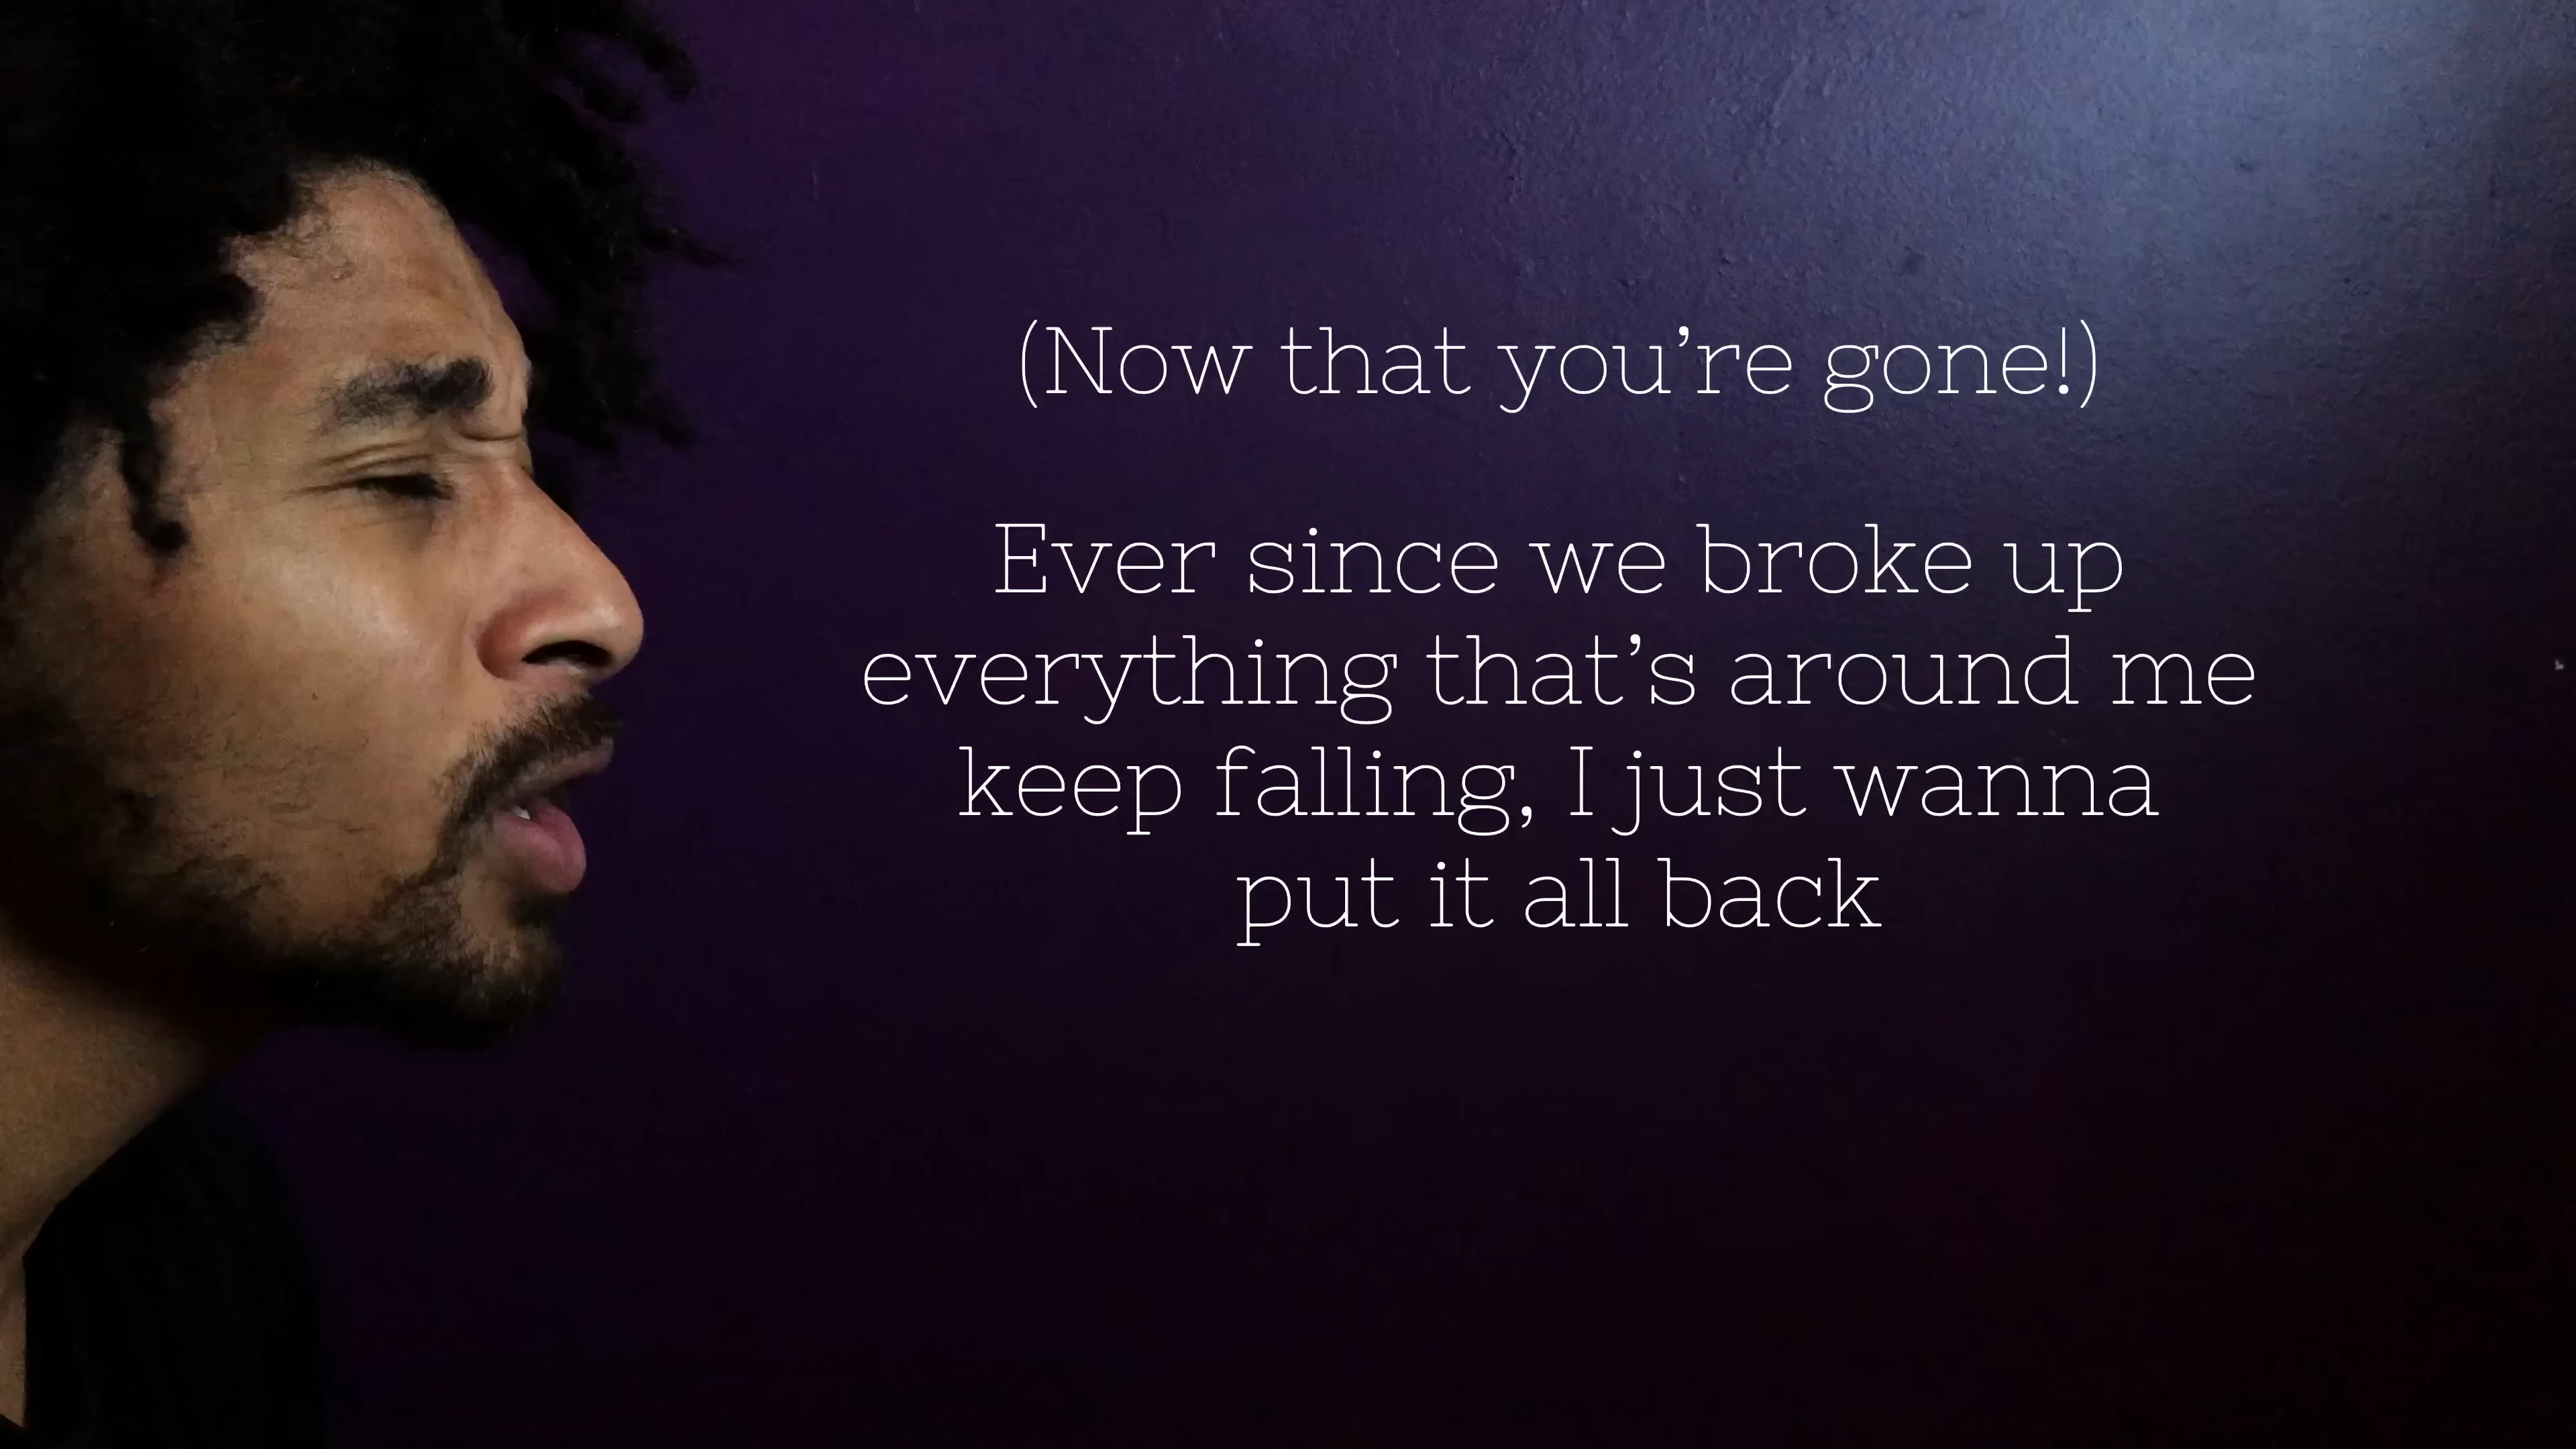 (Now that you’re gone!)
Ever since we broke up
everything that’s around me
keep falling, I just wanna
put it all back